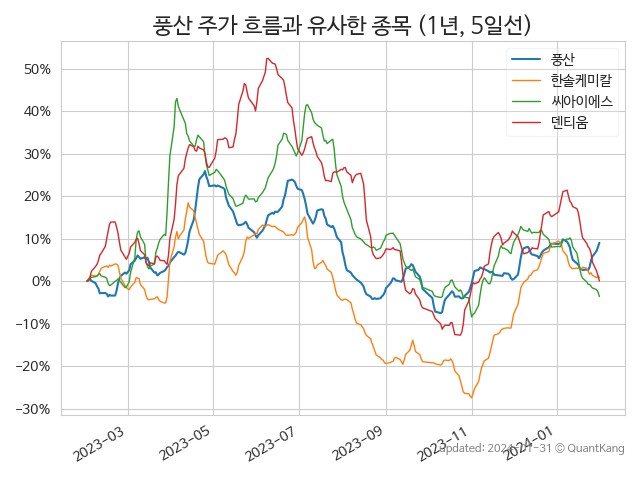 풍산 주가 흐름과 유사한 종목 (1년, 5일선)
풍산
한솔케미칼
씨아이에스
덴티움
50%
40%
30%
20%
10%
0%
−10%
−20%
−30%
2023-03
2023-05
2023-07
2023-09
2023-11
2024-01
updated: 2024-01-31 © QuantKang